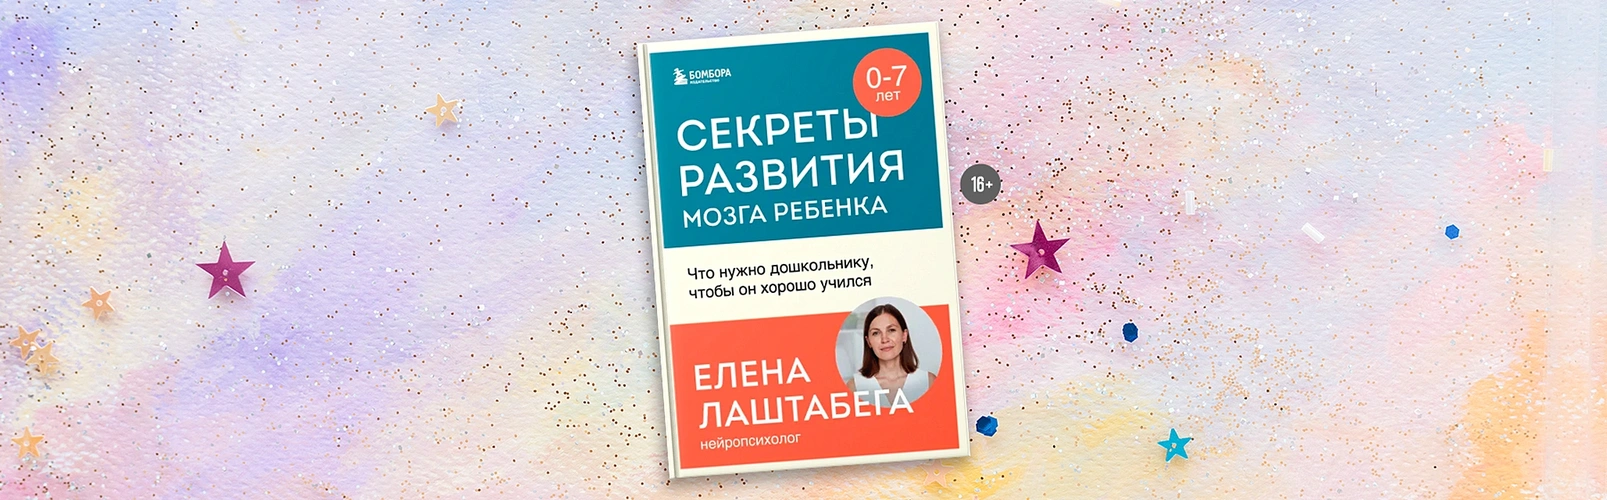 БОМБОРА
ИЗДАТЕЛЬСТВО
0-7
лет
СЕКРЕТЫ
РАЗВИТИЯ
МОЗГА РЕБЕНКА
16+
Что нужно дошкольнику,
чтобы он хорошо учился
ЕЛЕНА
ЛАШТАБЕГА
нейропсихолог